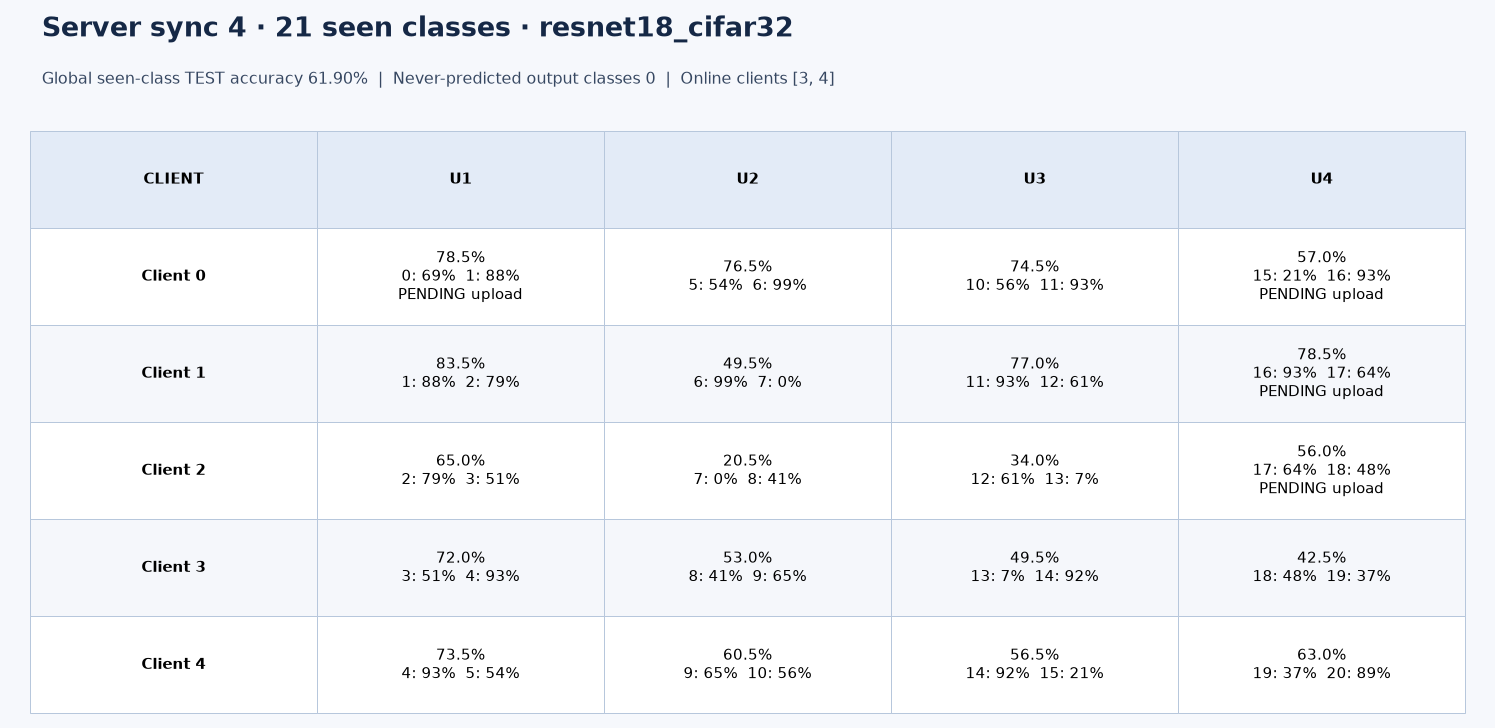 Server sync 4 · 21 seen classes · resnet18_cifar32
Global seen-class TEST accuracy 61.90% | Never-predicted output classes 0 | Online clients [3, 4]
CLIENT U1 U2 U3 U4
Client 0
78.5%
0: 69% 1: 88%
PENDING upload
76.5%
5: 54% 6: 99%
74.5%
10: 56% 11: 93%
57.0%
15: 21% 16: 93%
PENDING upload
Client 1
83.5%
1: 88% 2: 79%
49.5%
6: 99% 7: 0%
77.0%
11: 93% 12: 61%
78.5%
16: 93% 17: 64%
PENDING upload
Client 2
65.0%
2: 79% 3: 51%
20.5%
7: 0% 8: 41%
34.0%
12: 61% 13: 7%
56.0%
17: 64% 18: 48%
PENDING upload
Client 3
72.0%
3: 51% 4: 93%
53.0%
8: 41% 9: 65%
49.5%
13: 7% 14: 92%
42.5%
18: 48% 19: 37%
Client 4
73.5%
4: 93% 5: 54%
60.5%
9: 65% 10: 56%
56.5%
14: 92% 15: 21%
63.0%
19: 37% 20: 89%